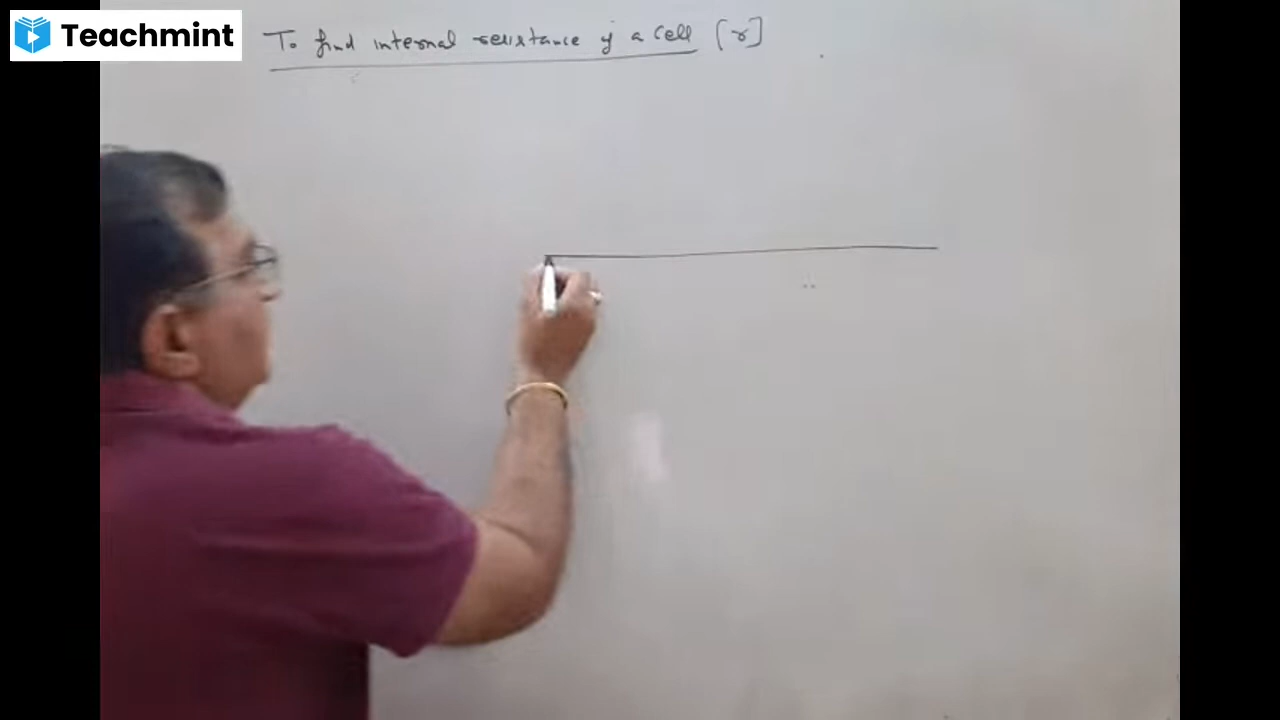 Teachmint
To find internal resistance of a cell [r]